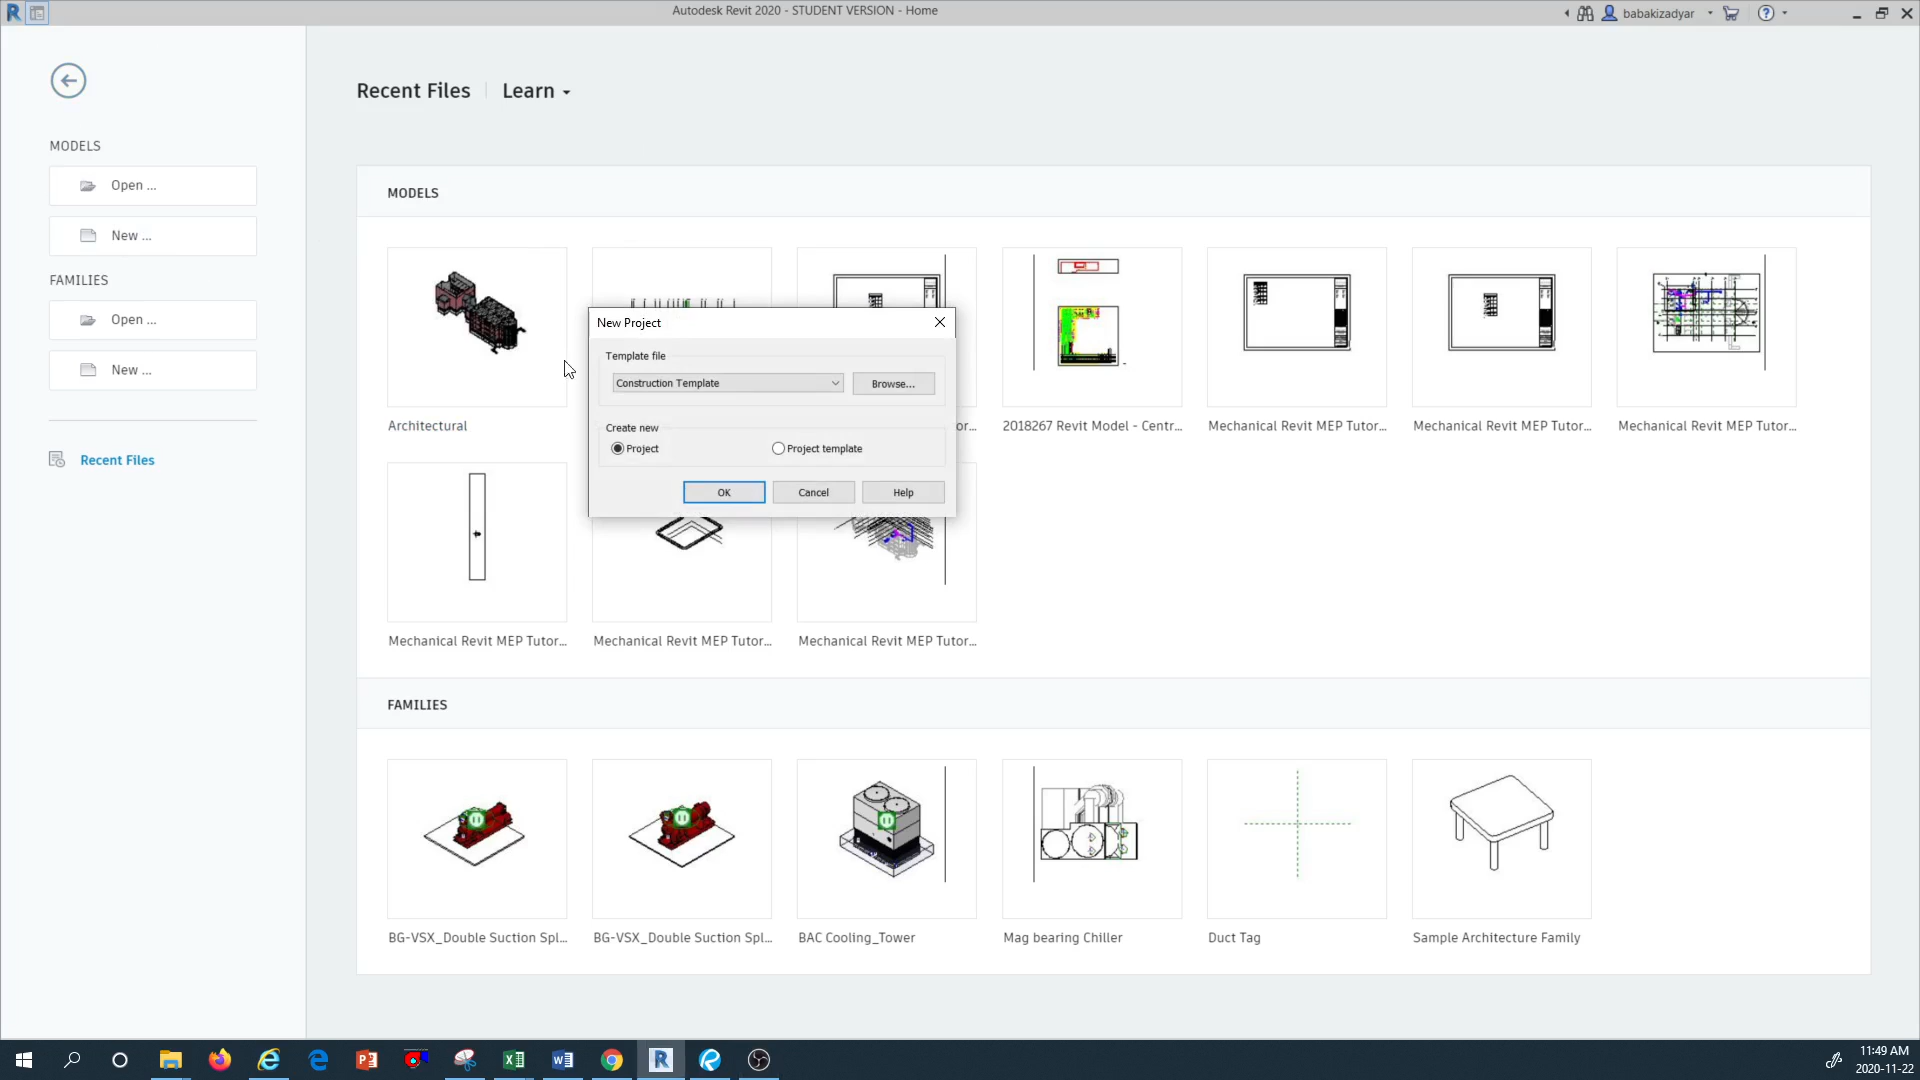 Autodesk Revit 2020 - STUDENT VERSION - Home
babakizadyar
Recent Files
Learn
MODELS
Open ...
New ...
FAMILIES
Open ...
New ...
Recent Files
MODELS
New Project
Template file
Construction Template
Browse...
Create new
Project
Project template
OK
Cancel
Help
Architectural
or...
2018267 Revit Model - Centr...
Mechanical Revit MEP Tutor...
Mechanical Revit MEP Tutor...
Mechanical Revit MEP Tutor...
Mechanical Revit MEP Tutor...
Mechanical Revit MEP Tutor...
Mechanical Revit MEP Tutor...
FAMILIES
BG-VSX_Double Suction Spl...
BG-VSX_Double Suction Spl...
BAC Cooling_Tower
Mag bearing Chiller
Duct Tag
Sample Architecture Family
11:49 AM
2020-11-22